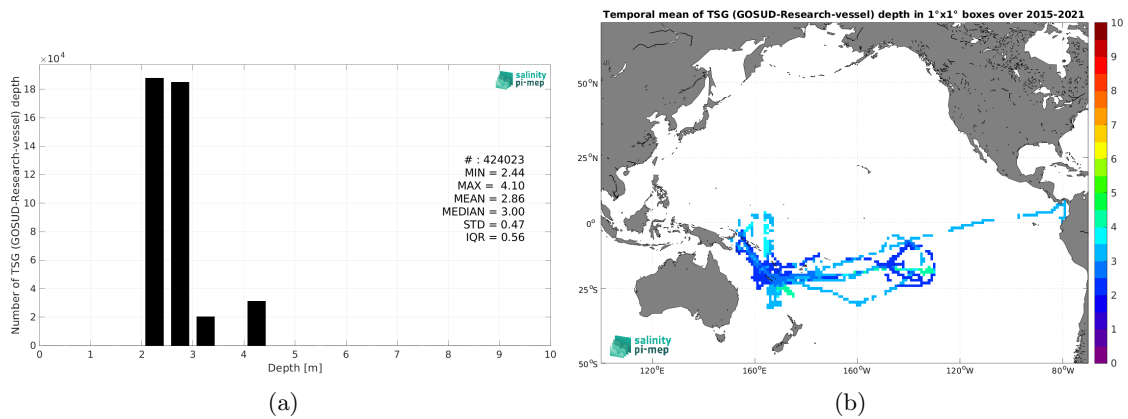 Temporal mean of TSG (GOSUD-Research-vessel) depth in 1°x1° boxes over 2015-2021
×10⁴
salinity
pi-mep
Number of TSG (GOSUD-Research-vessel) depth
18
16
14
12
10
8
6
4
2
0
# : 424023
MIN = 2.44
MAX = 4.10
MEAN = 2.86
MEDIAN = 3.00
STD = 0.47
IQR = 0.56
0 1 2 3 4 5 6 7 8 9 10
Depth [m]
(a)
50°N
25°N
0°
25°S
50°S
120°E 160°E 160°W 120°W 80°W
salinity
pi-mep
10
9
8
7
6
5
4
3
2
1
0
(b)